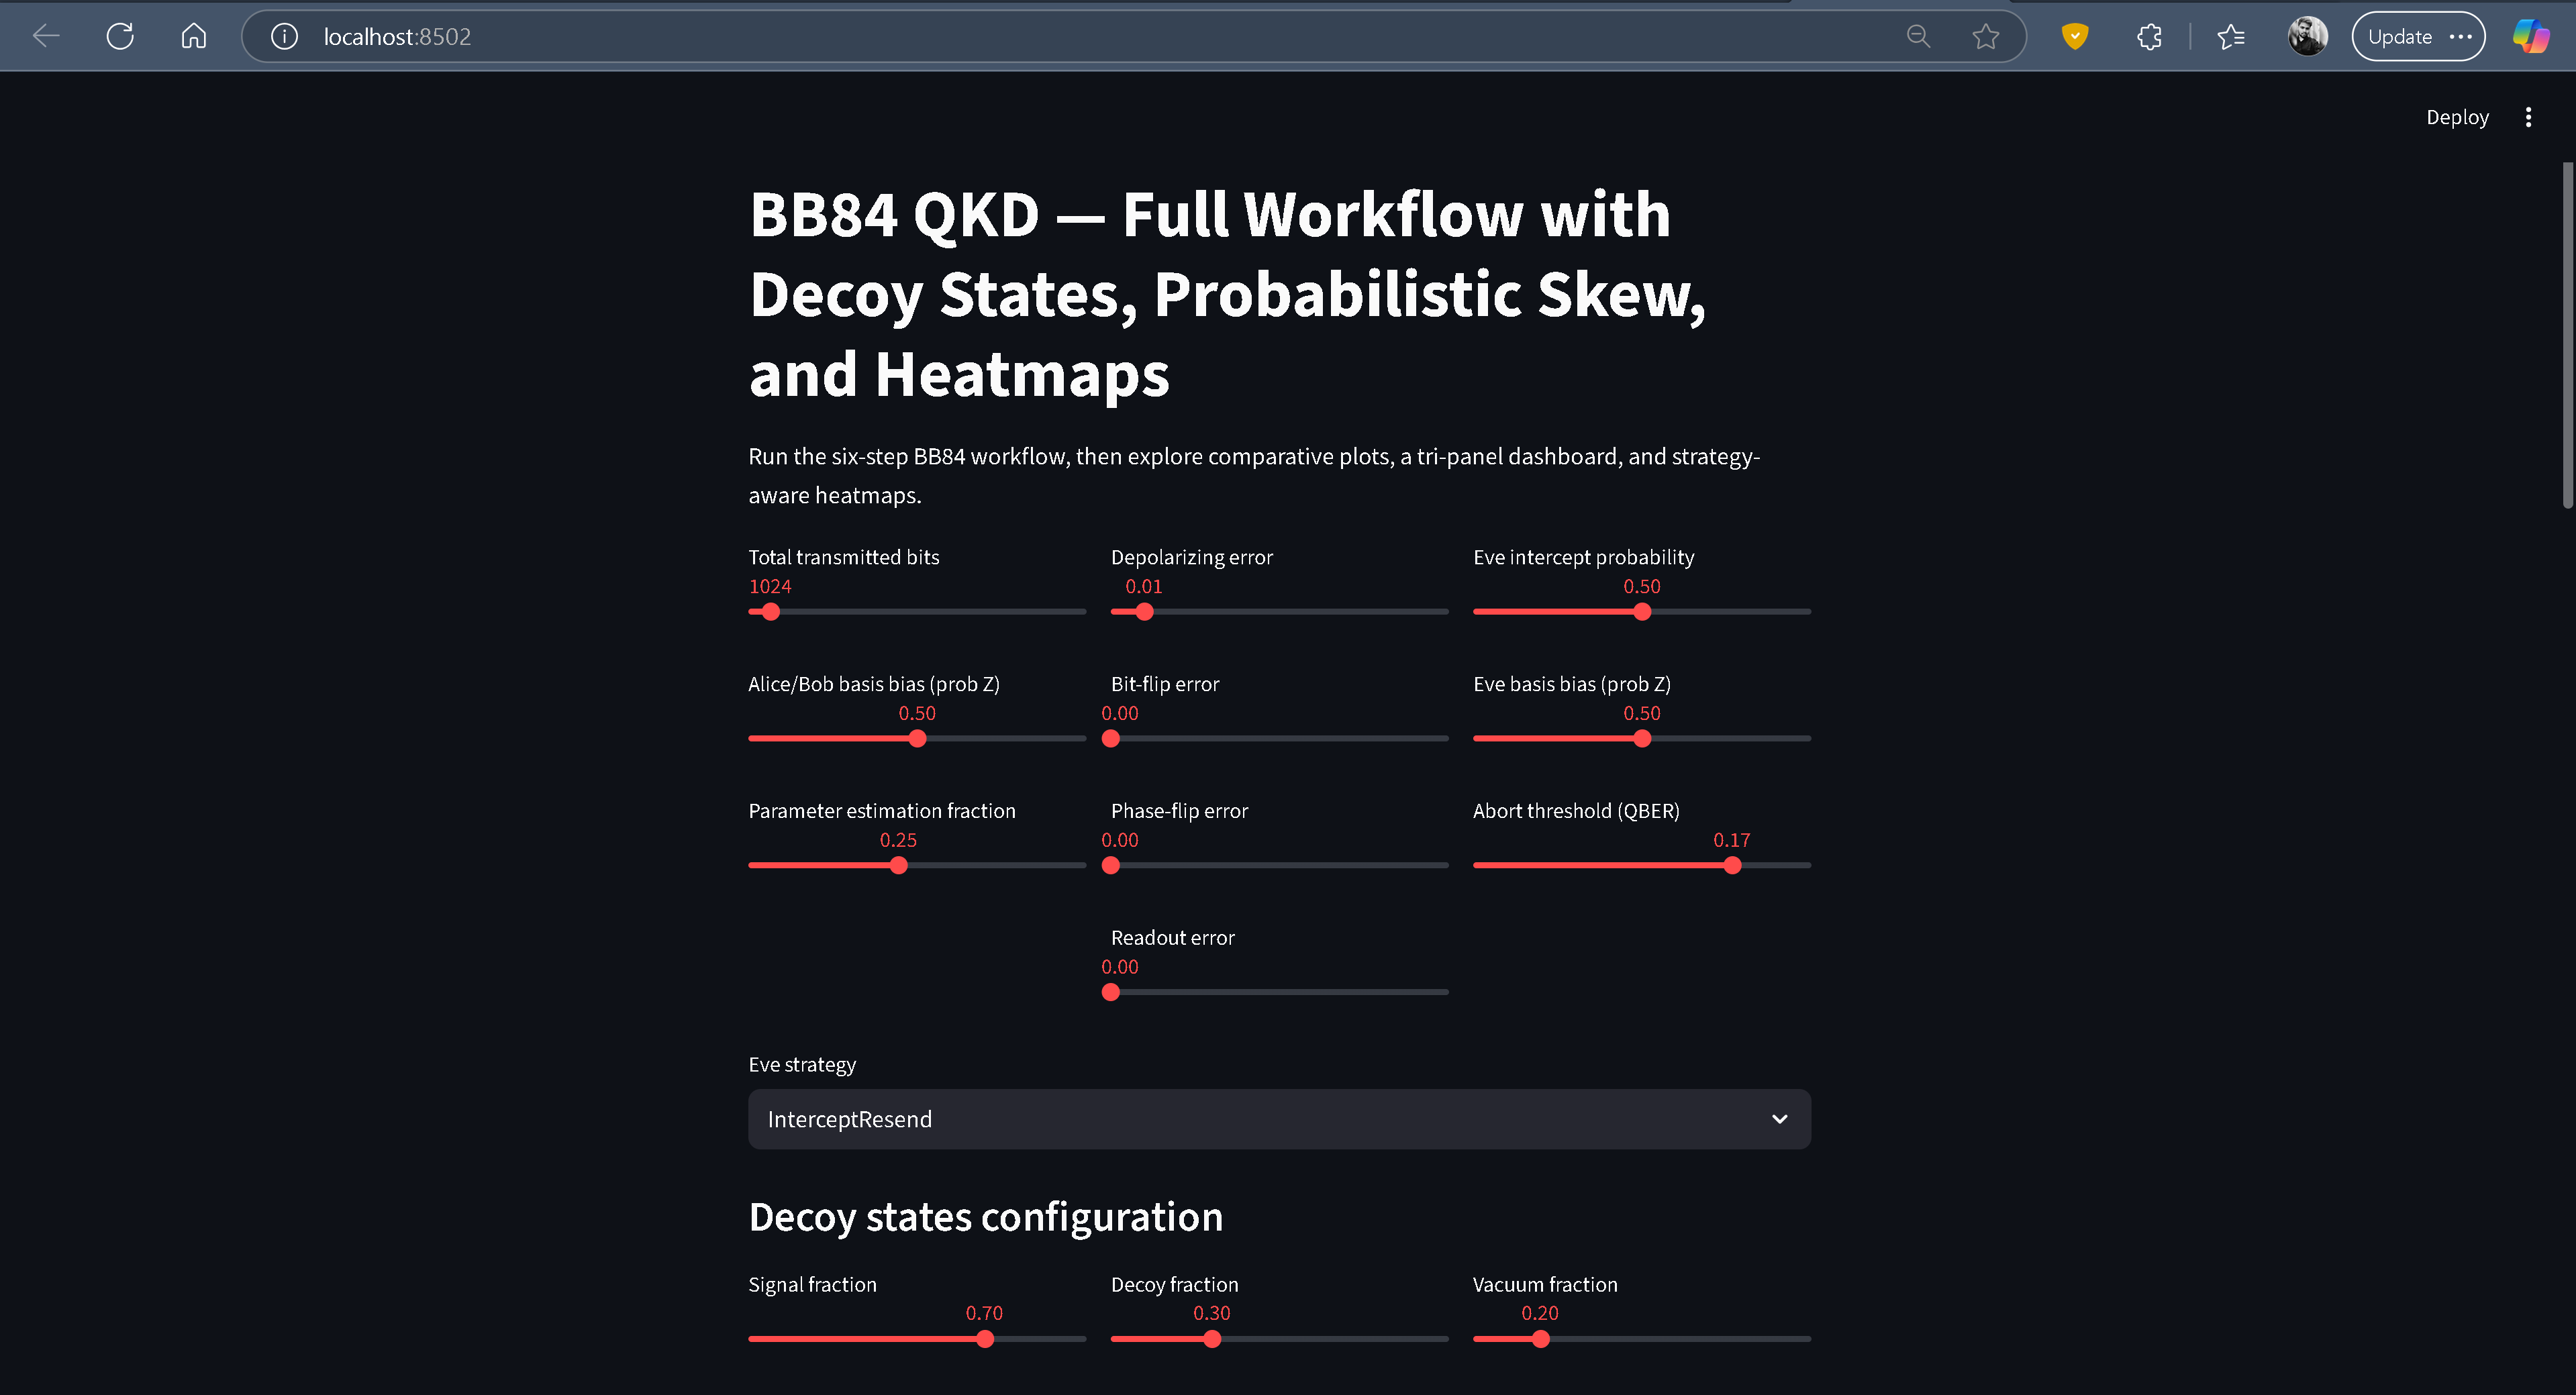 localhost:8502
Update
Deploy
BB84 QKD — Full Workflow with
Decoy States, Probabilistic Skew,
and Heatmaps
Run the six-step BB84 workflow, then explore comparative plots, a tri-panel dashboard, and strategy-
aware heatmaps.
Total transmitted bits
1024
Depolarizing error
0.01
Eve intercept probability
0.50
Alice/Bob basis bias (prob Z)
0.50
Bit-flip error
0.00
Eve basis bias (prob Z)
0.50
Parameter estimation fraction
0.25
Phase-flip error
0.00
Abort threshold (QBER)
0.17
Readout error
0.00
Eve strategy
InterceptResend
Decoy states configuration
Signal fraction
0.70
Decoy fraction
0.30
Vacuum fraction
0.20